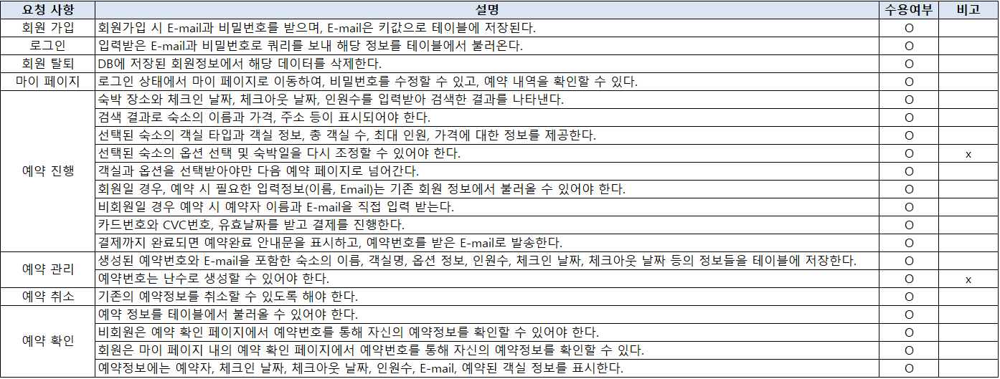 요청 사항 설명 수용여부 비고
회원 가입 회원가입 시 E-mail과 비밀번호를 받으며, E-mail은 키값으로 테이블에 저장된다. O
로그인 입력받은 E-mail과 비밀번호로 쿼리를 보내 해당 정보를 테이블에서 불러온다. O
회원 탈퇴 DB에 저장된 회원정보에서 해당 데이터를 삭제한다. O
마이 페이지 로그인 상태에서 마이 페이지로 이동하여, 비밀번호를 수정할 수 있고, 예약 내역을 확인할 수 있다. O
예약 진행
숙박 장소와 체크인 날짜, 체크아웃 날짜, 인원수를 입력받아 검색한 결과를 나타낸다. O
검색 결과로 숙소의 이름과 가격, 주소 등이 표시되어야 한다. O
선택된 숙소의 객실 타입과 객실 정보, 총 객실 수, 최대 인원, 가격에 대한 정보를 제공한다. O
선택된 숙소의 옵션 선택 및 숙박일을 다시 조정할 수 있어야 한다. O x
객실과 옵션을 선택받아야만 다음 예약 페이지로 넘어간다. O
회원일 경우, 예약 시 필요한 입력정보(이름, Email)는 기존 회원 정보에서 불러올 수 있어야 한다. O
비회원일 경우 예약 시 예약자 이름과 E-mail을 직접 입력 받는다. O
카드번호와 CVC번호, 유효날짜를 받고 결제를 진행한다. O
결제까지 완료되면 예약완료 안내문을 표시하고, 예약번호를 받은 E-mail로 발송한다. O
예약 관리
생성된 예약번호와 E-mail을 포함한 숙소의 이름, 객실명, 옵션 정보, 인원수, 체크인 날짜, 체크아웃 날짜 등의 정보들을 테이블에 저장한다. O
예약번호는 난수로 생성할 수 있어야 한다. O x
예약 취소 기존의 예약정보를 취소할 수 있도록 해야 한다. O
예약 확인
예약 정보를 테이블에서 불러올 수 있어야 한다. O
비회원은 예약 확인 페이지에서 예약번호를 통해 자신의 예약정보를 확인할 수 있어야 한다. O
회원은 마이 페이지 내의 예약 확인 페이지에서 예약번호를 통해 자신의 예약정보를 확인할 수 있다. O
예약정보에는 예약자, 체크인 날짜, 체크아웃 날짜, 인원수, E-mail, 예약된 객실 정보를 표시한다. O